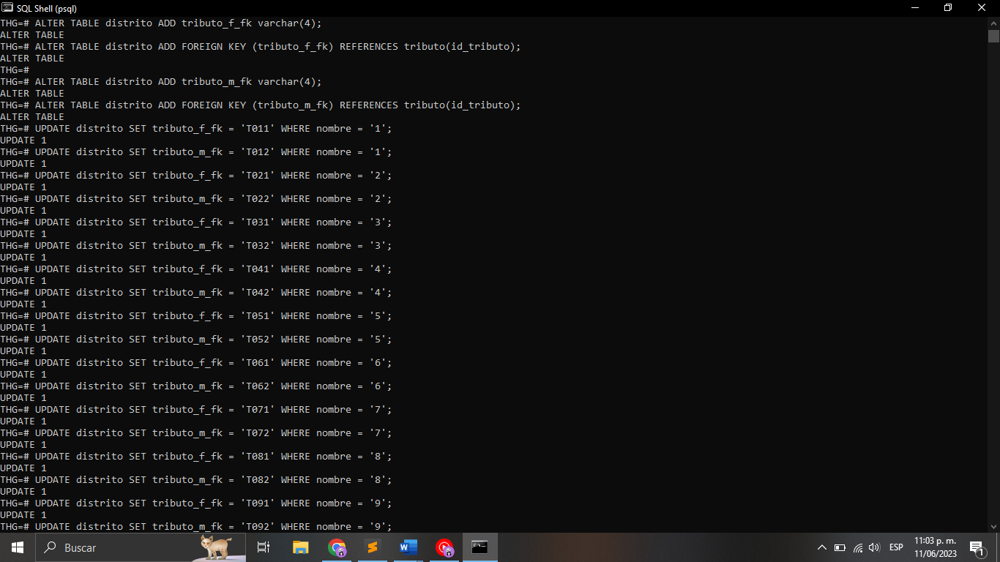 SQL Shell (psql)
THG=# ALTER TABLE distrito ADD tributo_f_fk varchar(4);
ALTER TABLE
THG=# ALTER TABLE distrito ADD FOREIGN KEY (tributo_f_fk) REFERENCES tributo(id_tributo);
ALTER TABLE
THG=#
THG=# ALTER TABLE distrito ADD tributo_m_fk varchar(4);
ALTER TABLE
THG=# ALTER TABLE distrito ADD FOREIGN KEY (tributo_m_fk) REFERENCES tributo(id_tributo);
ALTER TABLE
THG=# UPDATE distrito SET tributo_f_fk = 'T011' WHERE nombre = '1';
UPDATE 1
THG=# UPDATE distrito SET tributo_m_fk = 'T012' WHERE nombre = '1';
UPDATE 1
THG=# UPDATE distrito SET tributo_f_fk = 'T021' WHERE nombre = '2';
UPDATE 1
THG=# UPDATE distrito SET tributo_m_fk = 'T022' WHERE nombre = '2';
UPDATE 1
THG=# UPDATE distrito SET tributo_f_fk = 'T031' WHERE nombre = '3';
UPDATE 1
THG=# UPDATE distrito SET tributo_m_fk = 'T032' WHERE nombre = '3';
UPDATE 1
THG=# UPDATE distrito SET tributo_f_fk = 'T041' WHERE nombre = '4';
UPDATE 1
THG=# UPDATE distrito SET tributo_m_fk = 'T042' WHERE nombre = '4';
UPDATE 1
THG=# UPDATE distrito SET tributo_f_fk = 'T051' WHERE nombre = '5';
UPDATE 1
THG=# UPDATE distrito SET tributo_m_fk = 'T052' WHERE nombre = '5';
UPDATE 1
THG=# UPDATE distrito SET tributo_f_fk = 'T061' WHERE nombre = '6';
UPDATE 1
THG=# UPDATE distrito SET tributo_m_fk = 'T062' WHERE nombre = '6';
UPDATE 1
THG=# UPDATE distrito SET tributo_f_fk = 'T071' WHERE nombre = '7';
UPDATE 1
THG=# UPDATE distrito SET tributo_m_fk = 'T072' WHERE nombre = '7';
UPDATE 1
THG=# UPDATE distrito SET tributo_f_fk = 'T081' WHERE nombre = '8';
UPDATE 1
THG=# UPDATE distrito SET tributo_m_fk = 'T082' WHERE nombre = '8';
UPDATE 1
THG=# UPDATE distrito SET tributo_f_fk = 'T091' WHERE nombre = '9';
UPDATE 1
THG=# UPDATE distrito SET tributo_m_fk = 'T092' WHERE nombre = '9';
Buscar
ESP
11:03 p. m.
11/06/2023
1